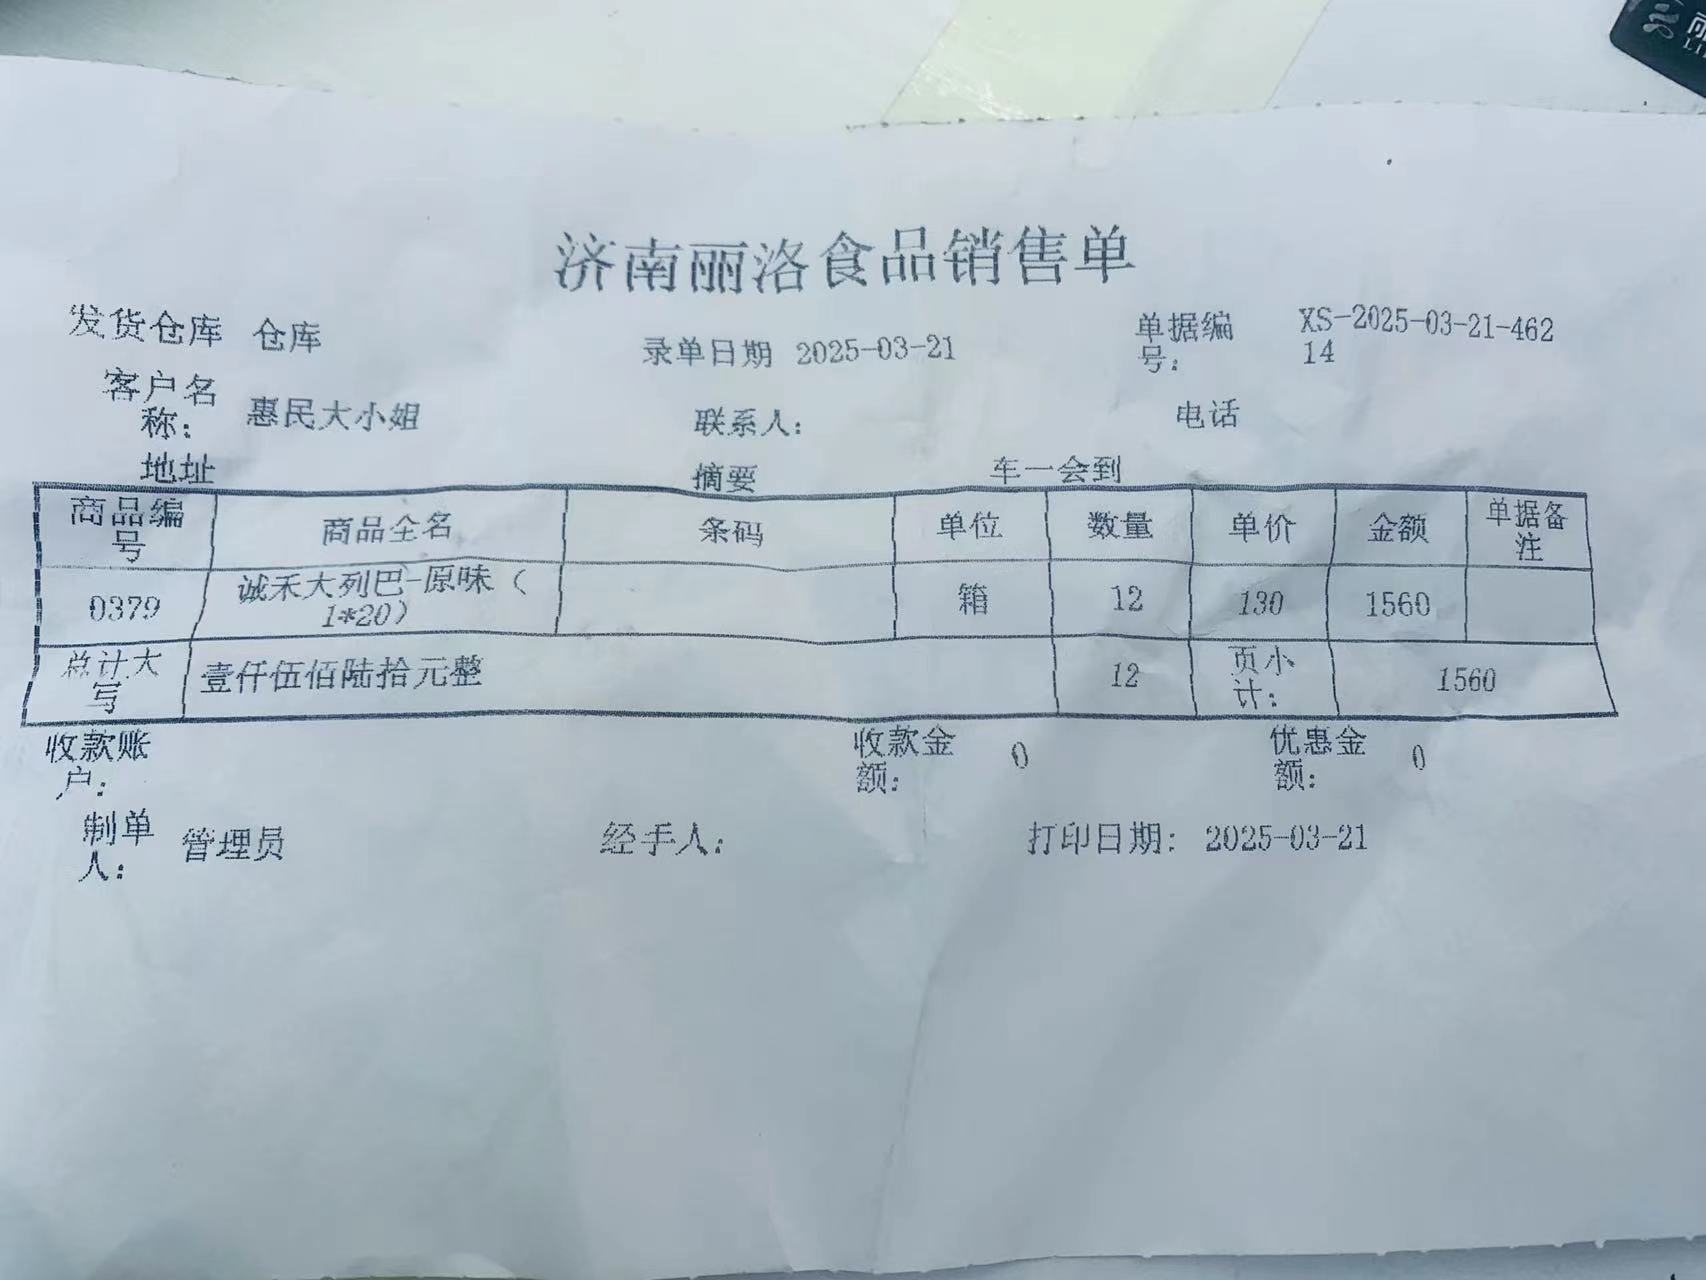 济南丽洛食品销售单
发货仓库 仓库 录单日期 2025-03-21 单据编号: XS-2025-03-21-46214
客户名称: 惠民大小姐 联系人: 电话
地址 摘要 车一会到
商品编号 商品全名 条码 单位 数量 单价 金额 单据备注
0379 诚禾大列巴-原味(1*20) 箱 12 130 1560
总计大写 壹仟伍佰陆拾元整 12 页小计: 1560
收款账户: 收款金额: 0 优惠金额: 0
制单人: 管理员 经手人: 打印日期: 2025-03-21